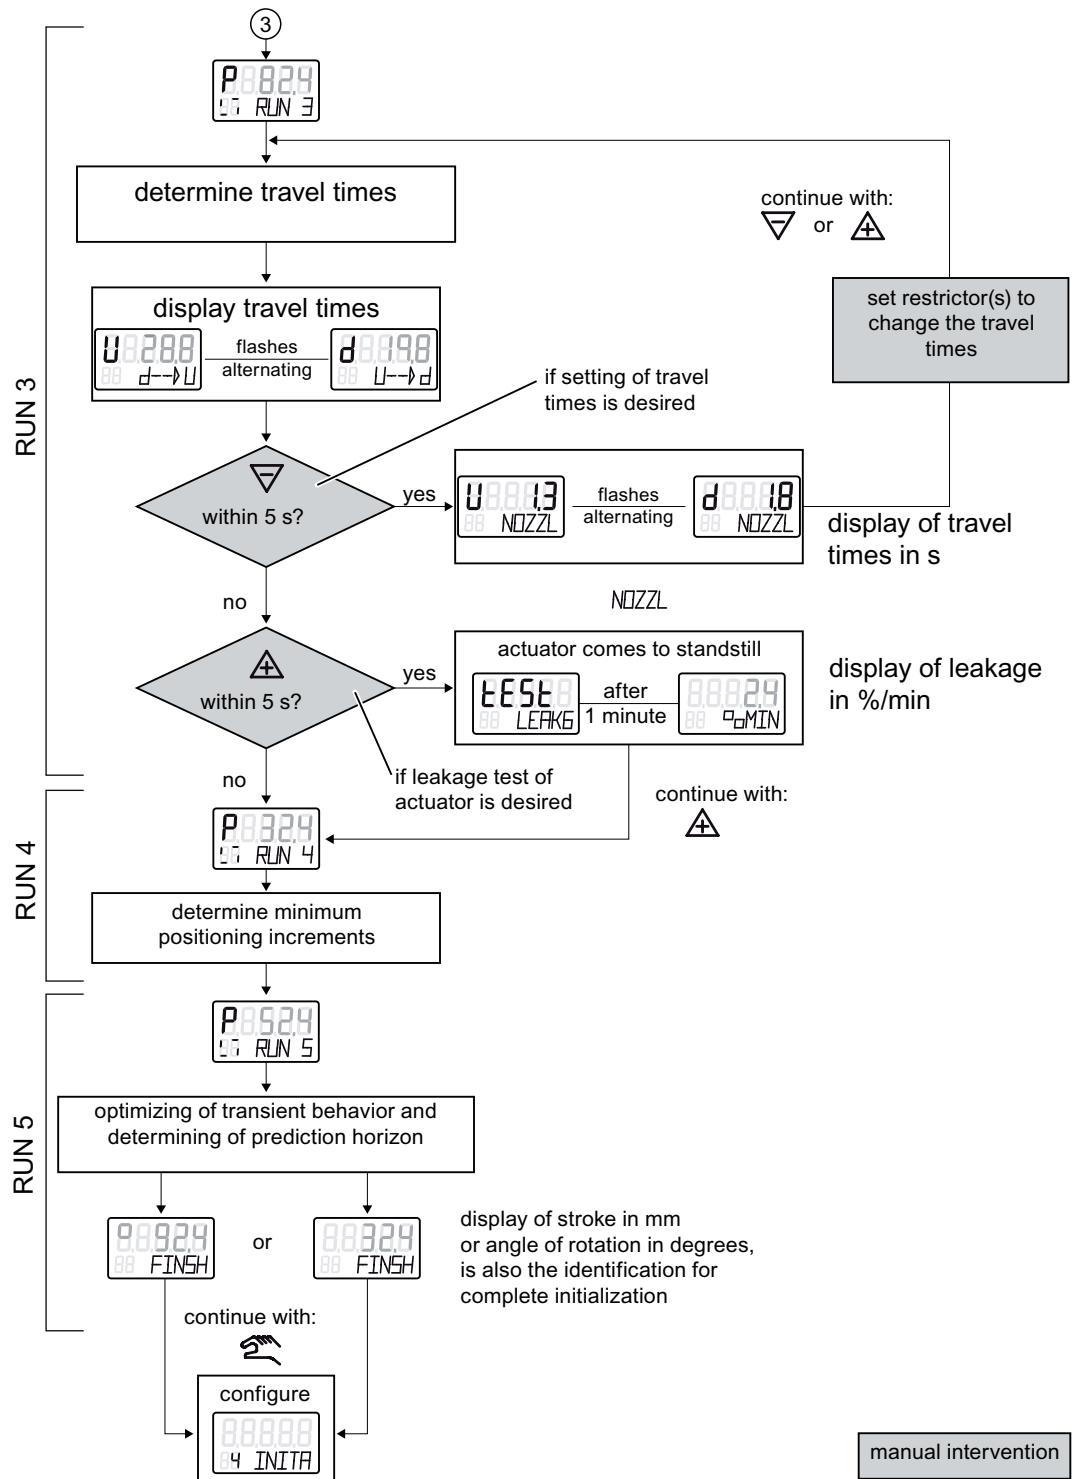 3
P 82.4
RUN 3
determine travel times
continue with:
or
display travel times
U 28.8
d-->U
flashes
alternating
d 19.8
U-->d
set restrictor(s) to
change the travel
times
if setting of travel
times is desired
RUN 3
within 5 s?
yes
U 1.3
NOZZL
flashes
alternating
d 1.8
NOZZL
display of travel
times in s
no
NOZZL
within 5 s?
yes
actuator comes to standstill
tESt
LEAKG
after
1 minute
2.4
%MIN
display of leakage
in %/min
no
if leakage test of
actuator is desired
continue with:
RUN 4
P 32.4
RUN 4
determine minimum
positioning increments
RUN 5
P 52.4
RUN 5
optimizing of transient behavior and
determining of prediction horizon
° 92.4
FINSH
or
32.4
FINSH
display of stroke in mm
or angle of rotation in degrees,
is also the identification for
complete initialization
continue with:
configure
4 INITA
manual intervention